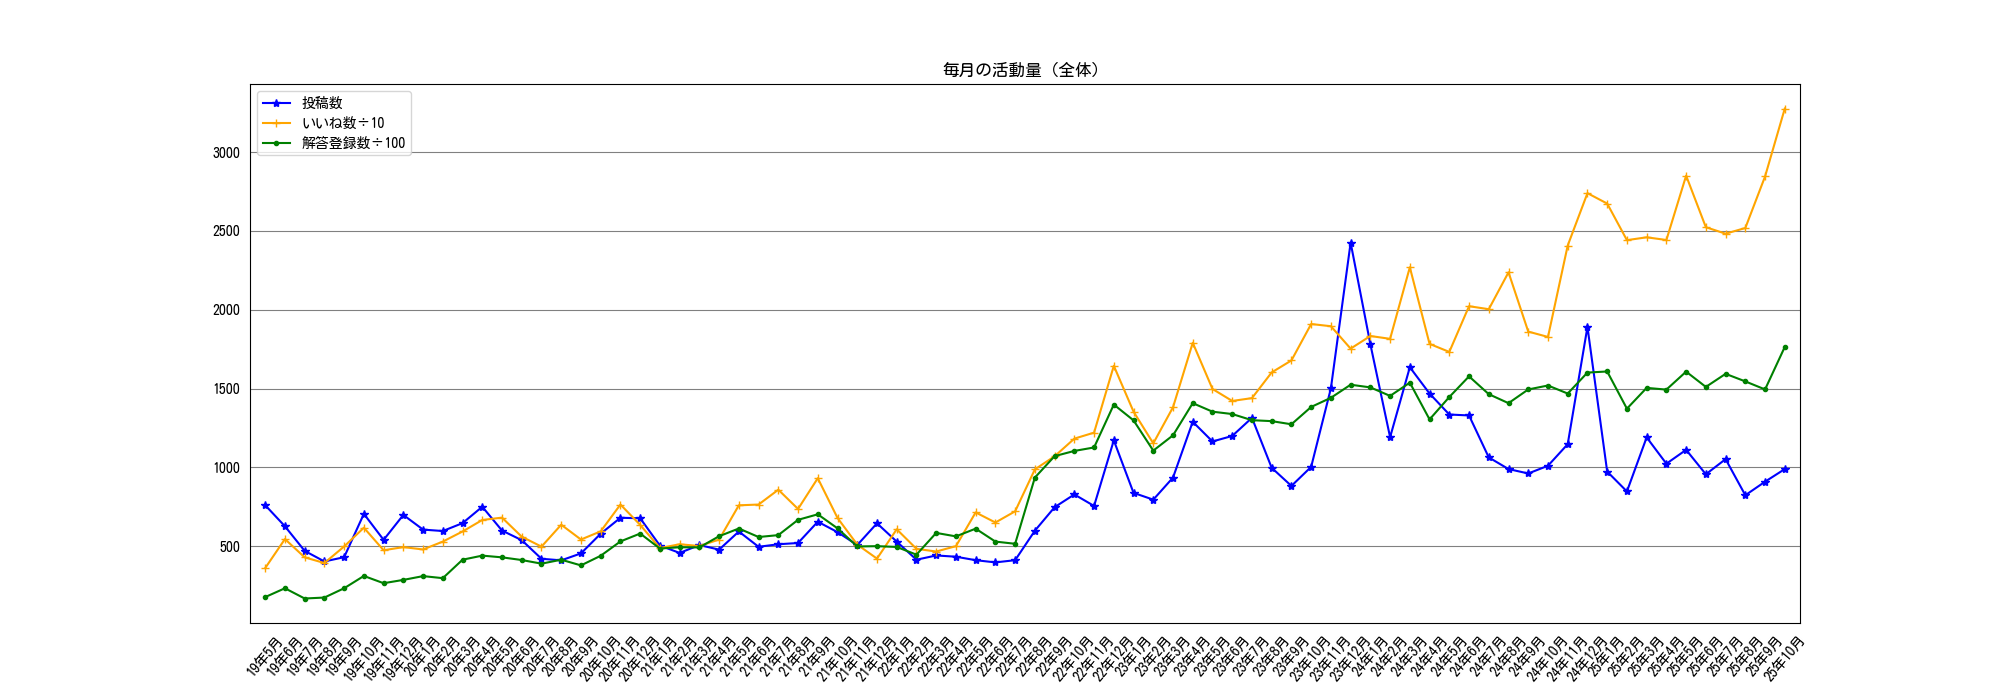 毎月の活動量（全体）
投稿数
いいね数÷10
解答登録数÷100
3000
2500
2000
1500
1000
500
19年5月
19年6月
19年7月
19年8月
19年9月
19年10月
19年11月
19年12月
20年1月
20年2月
20年3月
20年4月
20年5月
20年6月
20年7月
20年8月
20年9月
20年10月
20年11月
20年12月
21年1月
21年2月
21年3月
21年4月
21年5月
21年6月
21年7月
21年8月
21年9月
21年10月
21年11月
21年12月
22年1月
22年2月
22年3月
22年4月
22年5月
22年6月
22年7月
22年8月
22年9月
22年10月
22年11月
22年12月
23年1月
23年2月
23年3月
23年4月
23年5月
23年6月
23年7月
23年8月
23年9月
23年10月
23年11月
23年12月
24年1月
24年2月
24年3月
24年4月
24年5月
24年6月
24年7月
24年8月
24年9月
24年10月
24年11月
24年12月
25年1月
25年2月
25年3月
25年4月
25年5月
25年6月
25年7月
25年8月
25年9月
25年10月